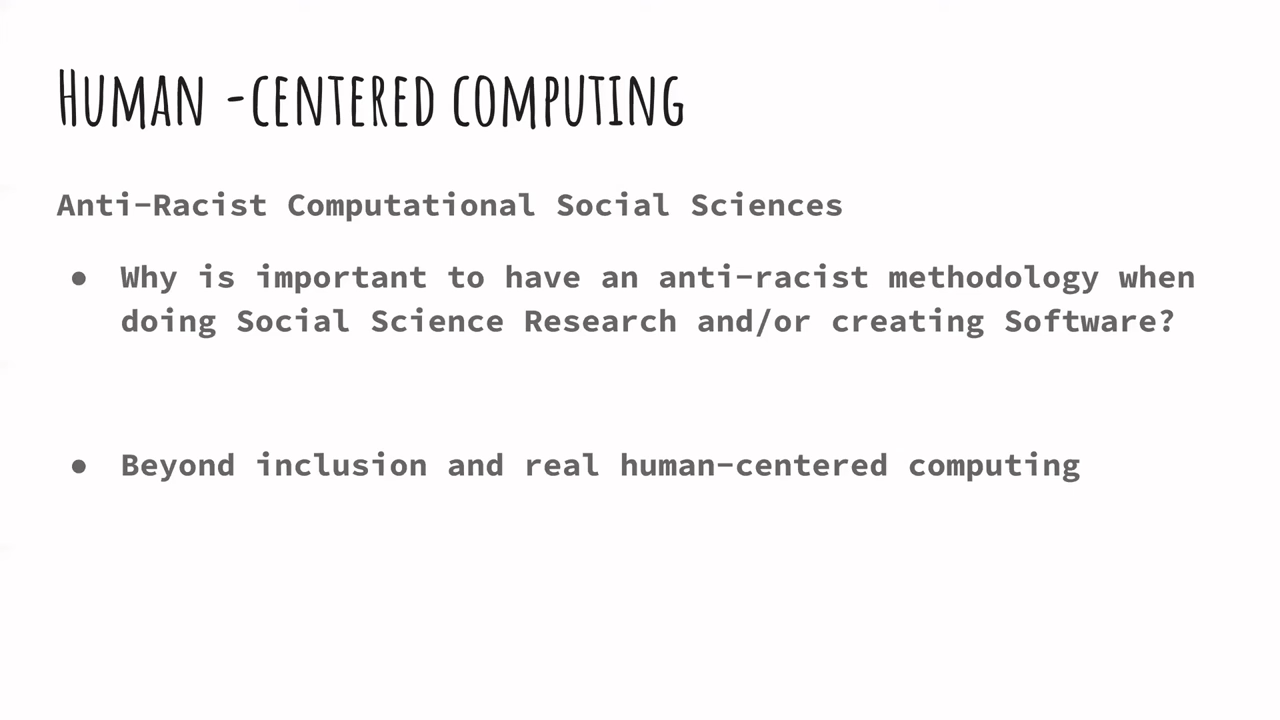 Human -centered computing
Anti-Racist Computational Social Sciences
● Why is important to have an anti-racist methodology when
doing Social Science Research and/or creating Software?
● Beyond inclusion and real human-centered computing